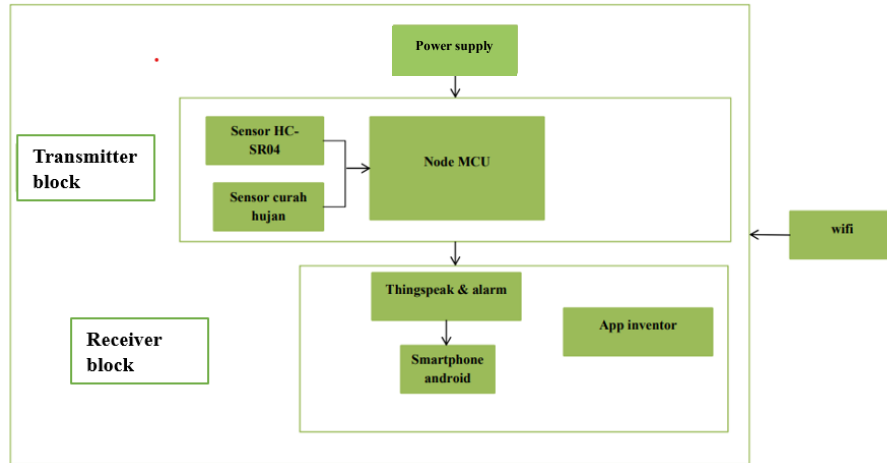 Power supply
Sensor HC-
SR04
Node MCU
Transmitter
block
Sensor curah
hujan
wifi
Thingspeak & alarm
App inventor
Receiver
block
Smartphone
android